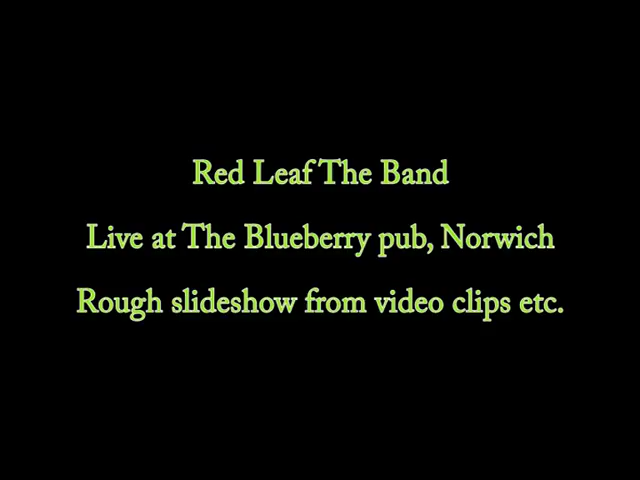 Red Leaf The Band
Live at The Blueberry pub, Norwich
Rough slideshow from video clips etc.